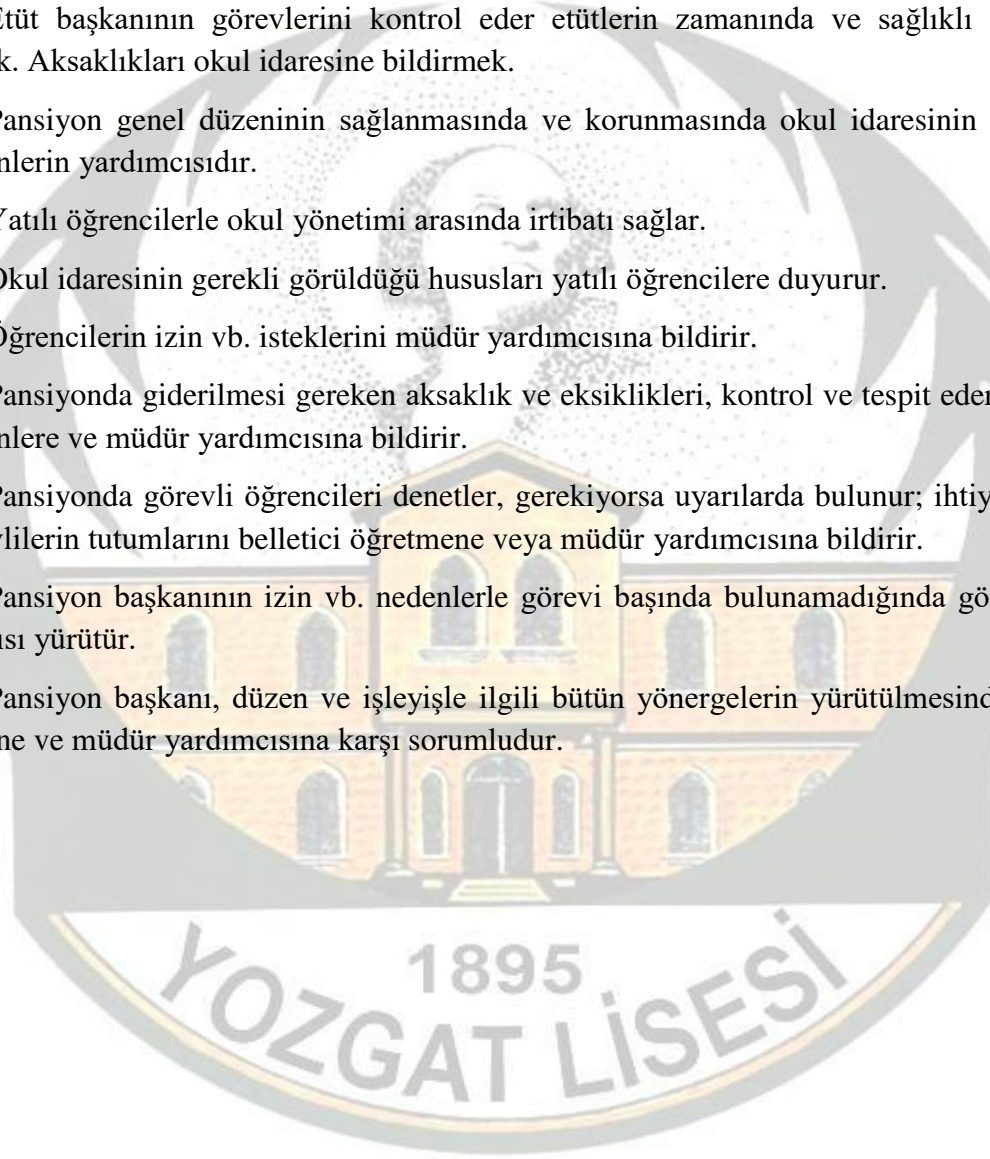 Etüt başkanının görevlerini kontrol eder etütlerin zamanında ve sağlıklı
k. Aksaklıkları okul idaresine bildirmek.
Pansiyon genel düzeninin sağlanmasında ve korunmasında okul idaresinin
nlerin yardımcısıdır.
Yatılı öğrencilerle okul yönetimi arasında irtibatı sağlar.
Okul idaresinin gerekli görüldüğü hususları yatılı öğrencilere duyurur.
Öğrencilerin izin vb. isteklerini müdür yardımcısına bildirir.
Pansiyonda giderilmesi gereken aksaklık ve eksiklikleri, kontrol ve tespit eder
nlere ve müdür yardımcısına bildirir.
Pansiyonda görevli öğrencileri denetler, gerekiyorsa uyarılarda bulunur; ihtiy
vlilerin tutumlarını belletici öğretmene veya müdür yardımcısına bildirir.
Pansiyon başkanının izin vb. nedenlerle görevi başında bulunamadığında gö
ısı yürütür.
Pansiyon başkanı, düzen ve işleyişle ilgili bütün yönergelerin yürütülmesind
ne ve müdür yardımcısına karşı sorumludur.
1895
YOZGAT LİSESİ